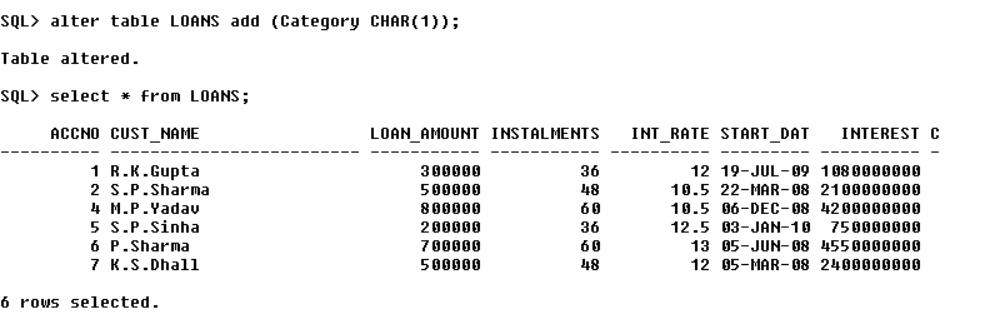 SQL> alter table LOANS add (Category CHAR(1));
Table altered.
SQL> select * from LOANS;
ACCNO CUST_NAME LOAN_AMOUNT INSTALMENTS INT_RATE START_DAT INTEREST C
---------- ------------------------- ----------- ----------- ---------- --------- ---------- -
1 R.K.Gupta 300000 36 12 19-JUL-09 1080000000
2 S.P.Sharma 500000 48 10.5 22-MAR-08 2100000000
4 M.P.Yadav 800000 60 10.5 06-DEC-08 4200000000
5 S.P.Sinha 200000 36 12.5 03-JAN-10 750000000
6 P.Sharma 700000 60 13 05-JUN-08 4550000000
7 K.S.Dhall 500000 48 12 05-MAR-08 2400000000
6 rows selected.